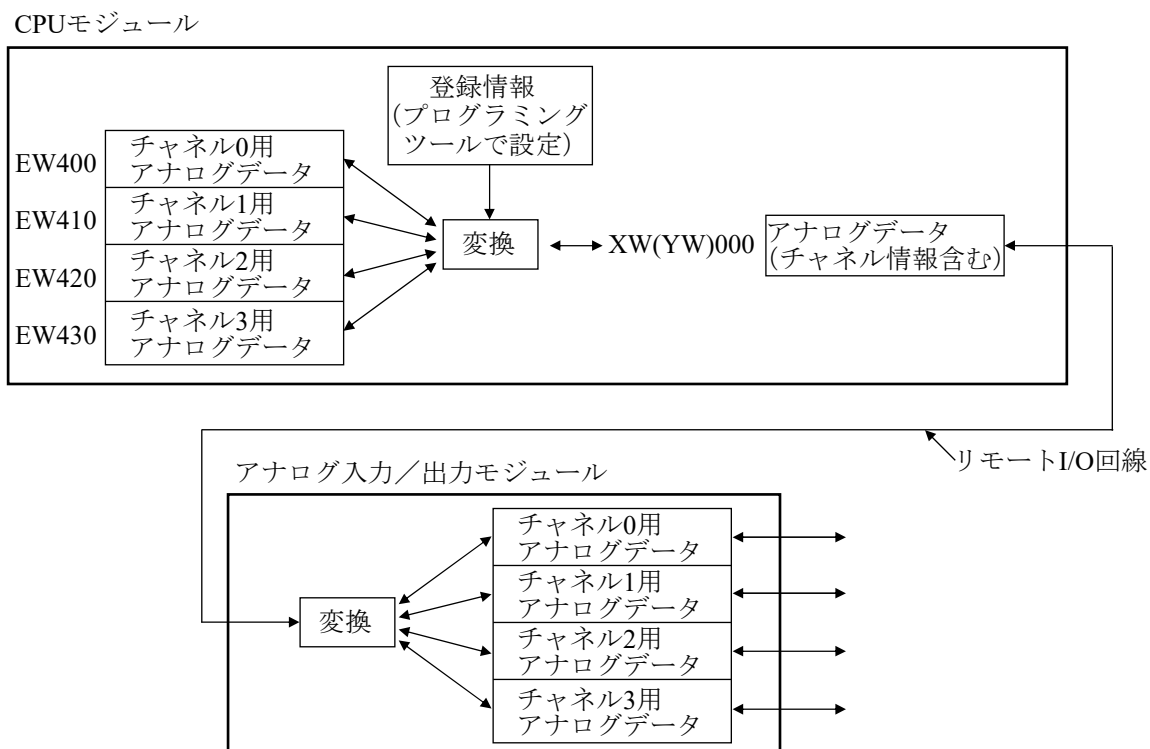 CPUモジュール
登録情報
(プログラミング
ツールで設定)
EW400
チャネル0用
アナログデータ
EW410
チャネル1用
アナログデータ
EW420
チャネル2用
アナログデータ
EW430
チャネル3用
アナログデータ
変換
XW(YW)000
アナログデータ
(チャネル情報含む)
リモートI/O回線
アナログ入力／出力モジュール
変換
チャネル0用
アナログデータ
チャネル1用
アナログデータ
チャネル2用
アナログデータ
チャネル3用
アナログデータ